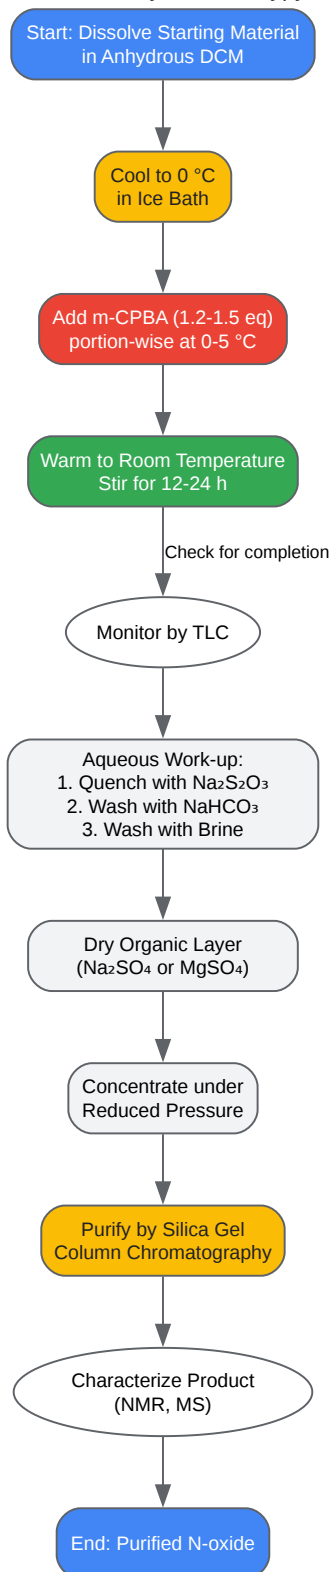 Start: Dissolve Starting Material
in Anhydrous DCM
Cool to 0 °C
in Ice Bath
Add m-CPBA (1.2-1.5 eq)
portion-wise at 0-5 °C
Warm to Room Temperature
Stir for 12-24 h
Check for completion
Monitor by TLC
Aqueous Work-up:
1. Quench with Na₂S₂O₃
2. Wash with NaHCO₃
3. Wash with Brine
Dry Organic Layer
(Na₂SO₄ or MgSO₄)
Concentrate under
Reduced Pressure
Purify by Silica Gel
Column Chromatography
Characterize Product
(NMR, MS)
End: Purified N-oxide